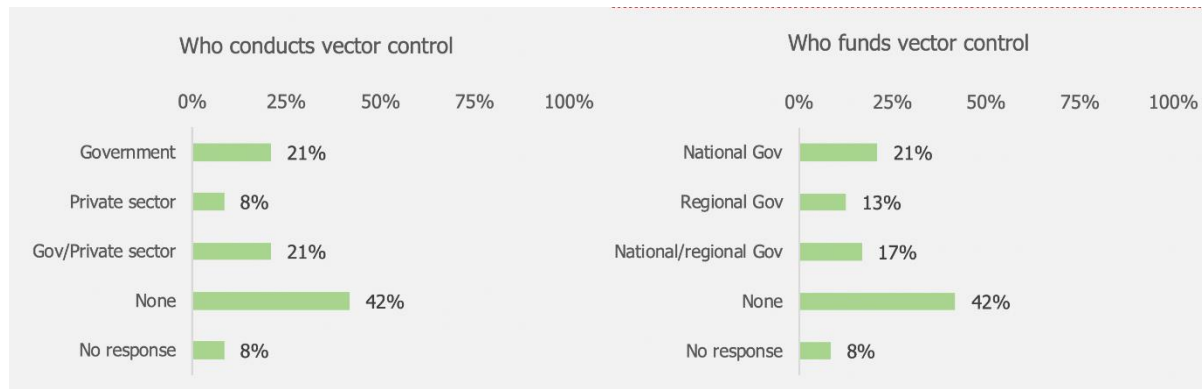 Who conducts vector control
0% 25% 50% 75% 100%
Government 21%
Private sector 8%
Gov/Private sector 21%
None 42%
No response 8%
Who funds vector control
0% 25% 50% 75% 100%
National Gov 21%
Regional Gov 13%
National/regional Gov 17%
None 42%
No response 8%